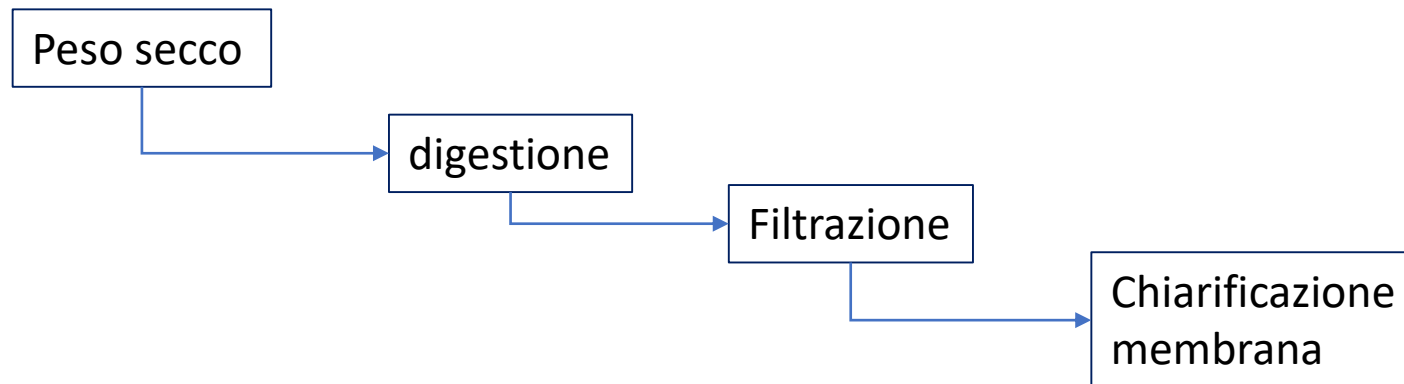 Peso secco
digestione
Filtrazione
Chiarificazione
membrana